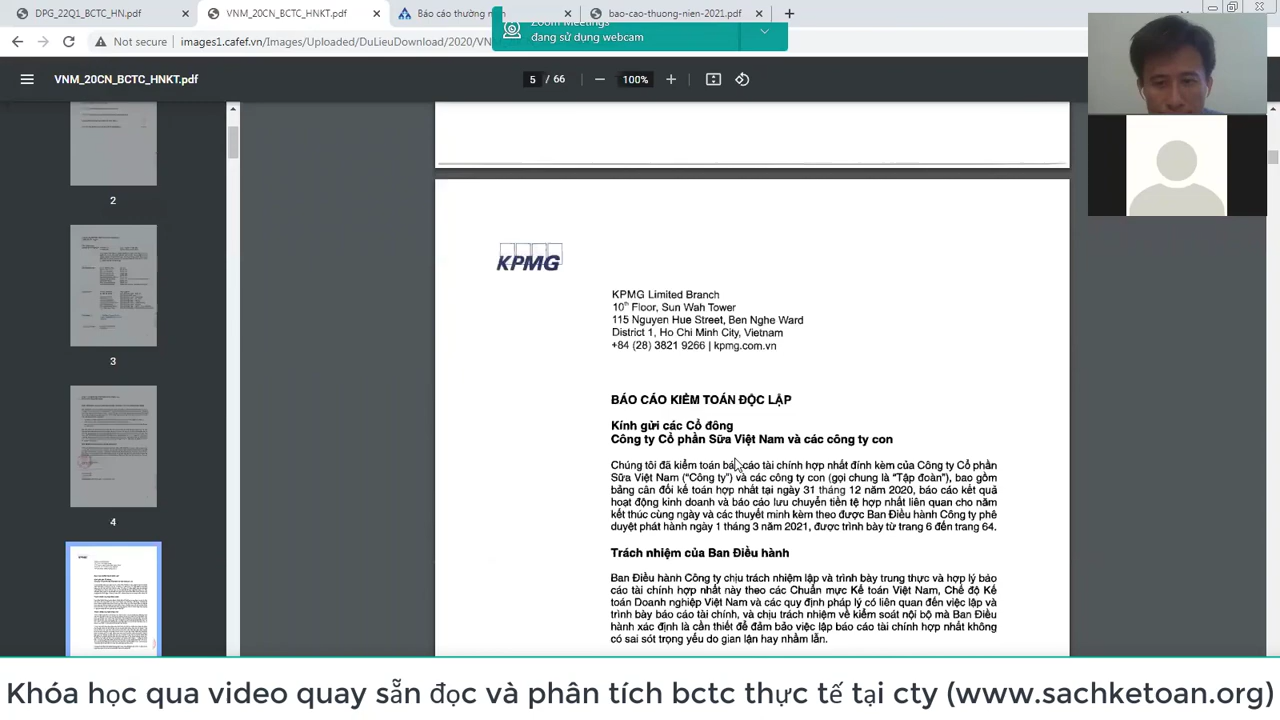 DPG_22Q1_BCTC_HN.pdf
VNM_20CN_BCTC_HNKT.pdf
Báo cáo thường niên
bao-cao-thuong-nien-2021.pdf
Zoom Meetings
đang sử dụng webcam
Not secure
images1.cafef.vn/Images/Uploaded/DuLieuDownload/2020/VN
VNM_20CN_BCTC_HNKT.pdf
5 / 66
100%
2
3
4
KPMG
KPMG Limited Branch
10th Floor, Sun Wah Tower
115 Nguyen Hue Street, Ben Nghe Ward
District 1, Ho Chi Minh City, Vietnam
+84 (28) 3821 9266 | kpmg.com.vn
BÁO CÁO KIỂM TOÁN ĐỘC LẬP
Kính gửi các Cổ đông
Công ty Cổ phần Sữa Việt Nam và các công ty con
Chúng tôi đã kiểm toán báo cáo tài chính hợp nhất đính kèm của Công ty Cổ phần
Sữa Việt Nam (“Công ty”) và các công ty con (gọi chung là “Tập đoàn”), bao gồm
bảng cân đối kế toán hợp nhất tại ngày 31 tháng 12 năm 2020, báo cáo kết quả
hoạt động kinh doanh và báo cáo lưu chuyển tiền tệ hợp nhất liên quan cho năm
kết thúc cùng ngày và các thuyết minh kèm theo được Ban Điều hành Công ty phê
duyệt phát hành ngày 1 tháng 3 năm 2021, được trình bày từ trang 6 đến trang 64.
Trách nhiệm của Ban Điều hành
Ban Điều hành Công ty chịu trách nhiệm lập và trình bày trung thực và hợp lý báo
cáo tài chính hợp nhất này theo các Chuẩn mực Kế toán Việt Nam, Chế độ Kế
toán Doanh nghiệp Việt Nam và các quy định pháp lý có liên quan đến việc lập và
trình bày báo cáo tài chính, và chịu trách nhiệm về kiểm soát nội bộ mà Ban Điều
hành xác định là cần thiết để đảm bảo việc lập báo cáo tài chính hợp nhất không
có sai sót trọng yếu do gian lận hay nhầm lẫn.
Khóa học qua video quay sẵn đọc và phân tích bctc thực tế tại cty (www.sachketoan.org)